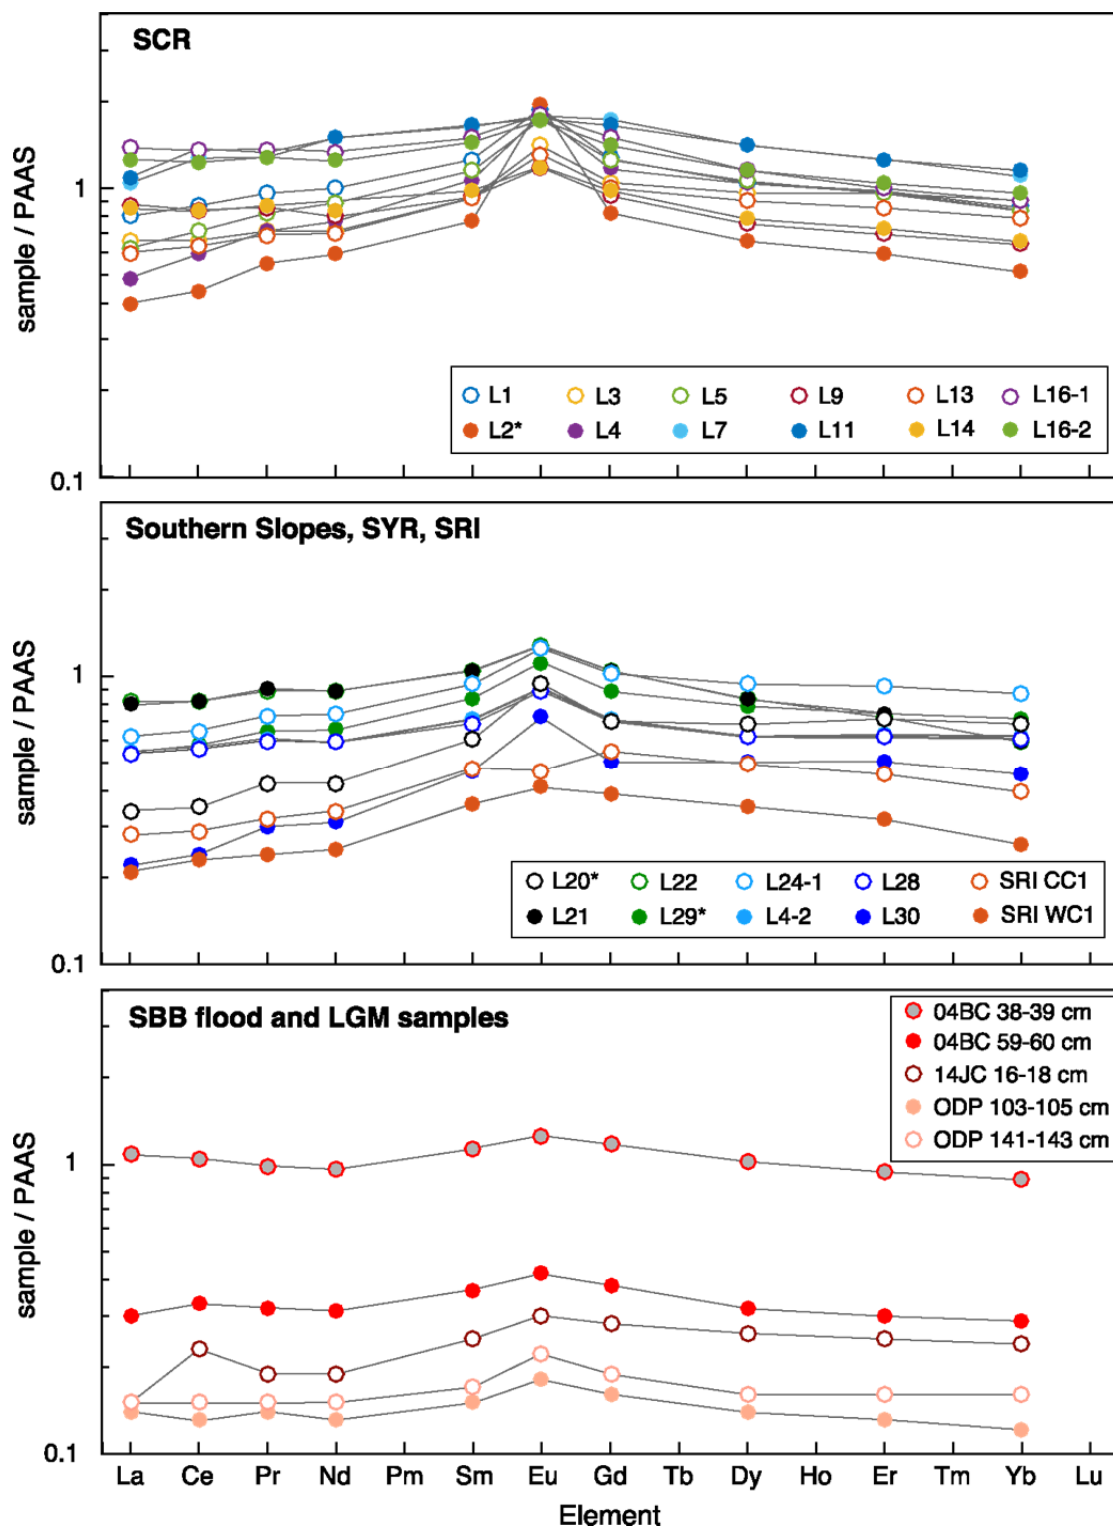 SCR
1
sample / PAAS
L1 L3 L5 L9 L13 L16-1
L2* L4 L7 L11 L14 L16-2
0.1
Southern Slopes, SYR, SRI
1
sample / PAAS
L20* L22 L24-1 L28 SRI CC1
L21 L29* L4-2 L30 SRI WC1
0.1
SBB flood and LGM samples
04BC 38-39 cm
04BC 59-60 cm
14JC 16-18 cm
ODP 103-105 cm
ODP 141-143 cm
1
sample / PAAS
0.1
La Ce Pr Nd Pm Sm Eu Gd Tb Dy Ho Er Tm Yb Lu
Element